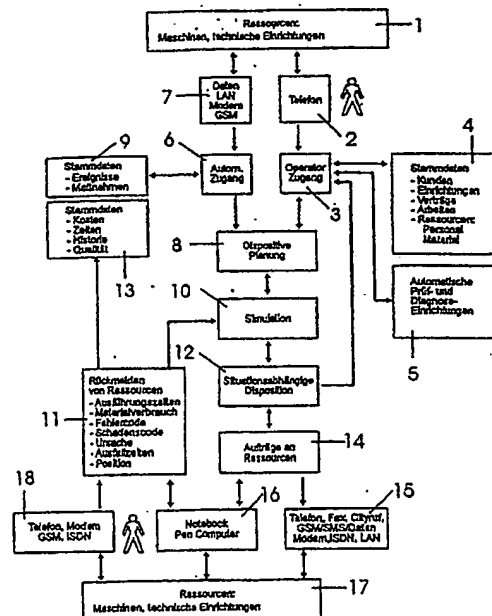 Ressourcen:
Maschinen, technische Einrichtungen
1
7
Daten
LAN
Modem
GSM
Telefon
2
4
9
6
Stammdaten
- Ereignisse
- Maßnahmen
Autom.
Zugang
Operator
Zugang
3
Stammdaten
- Kunden
- Einrichtungen
- Verträge
- Arbeiten
- Ressourcen:
Personal
Material
Stammdaten
- Kosten
- Zeiten
- Historie
- Qualität
13
8
Dispositive
Planung
Automatische
Prüf- und
Diagnose-
Einrichtungen
5
10
Simulation
12
Situationsabhängige
Disposition
11
Rückmelden
von Ressourcen
- Ausführungszeiten
- Materialverbrauch
- Fehlercode
- Schadenscode
- Ursache
- Ausfallzeiten
- Position
Aufträge an
Ressourcen
14
18
16
15
Telefon, Modem
GSM, ISDN
Notebook
Pen Computer
Telefon, Fax, Cityruf,
GSM/SMS/Daten
Modem, ISDN, LAN
Ressourcen:
Maschinen, technische Einrichtungen
17